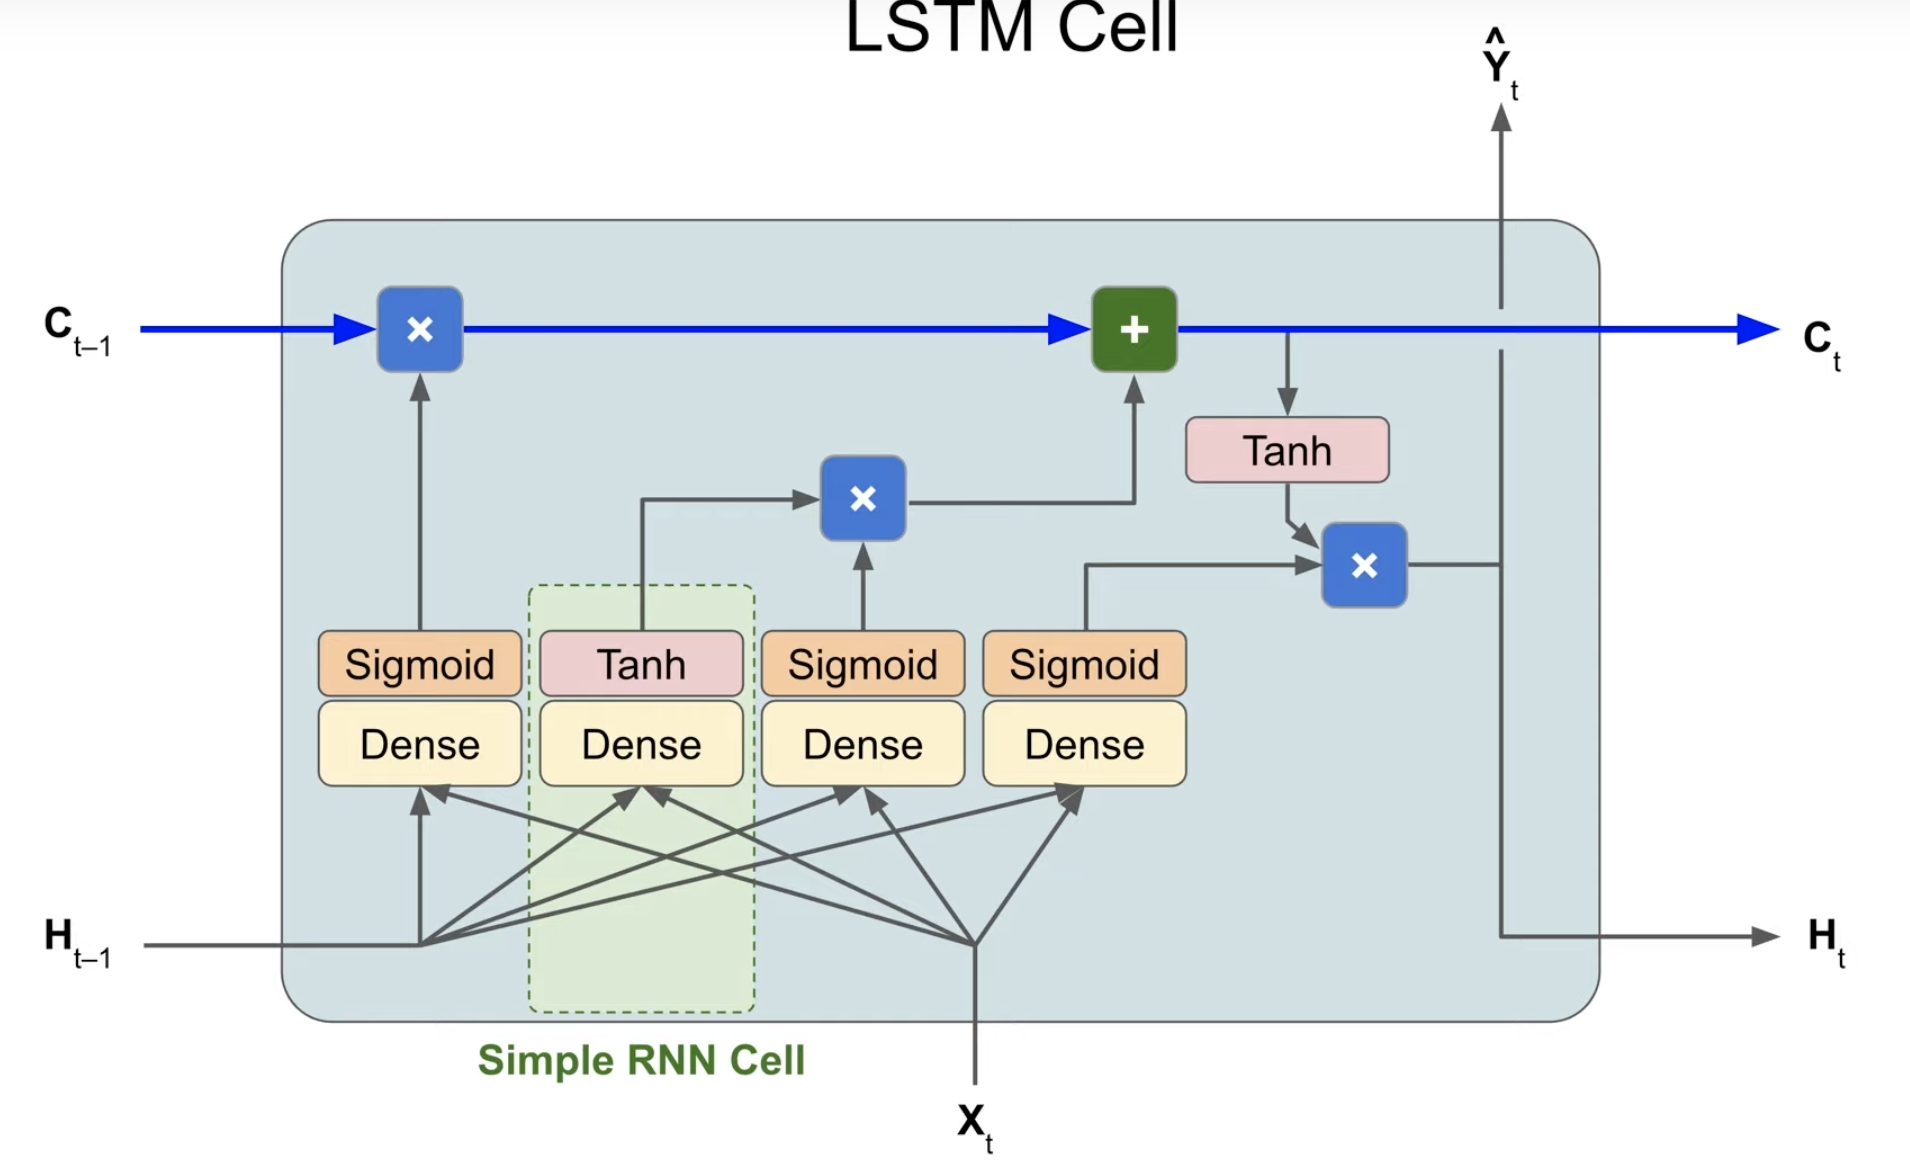 LSTM Cell
Ŷt
Ct–1
×
+
Ct
Tanh
×
×
Sigmoid Tanh Sigmoid Sigmoid
Dense Dense Dense Dense
Ht–1
Ht
Simple RNN Cell
Xt